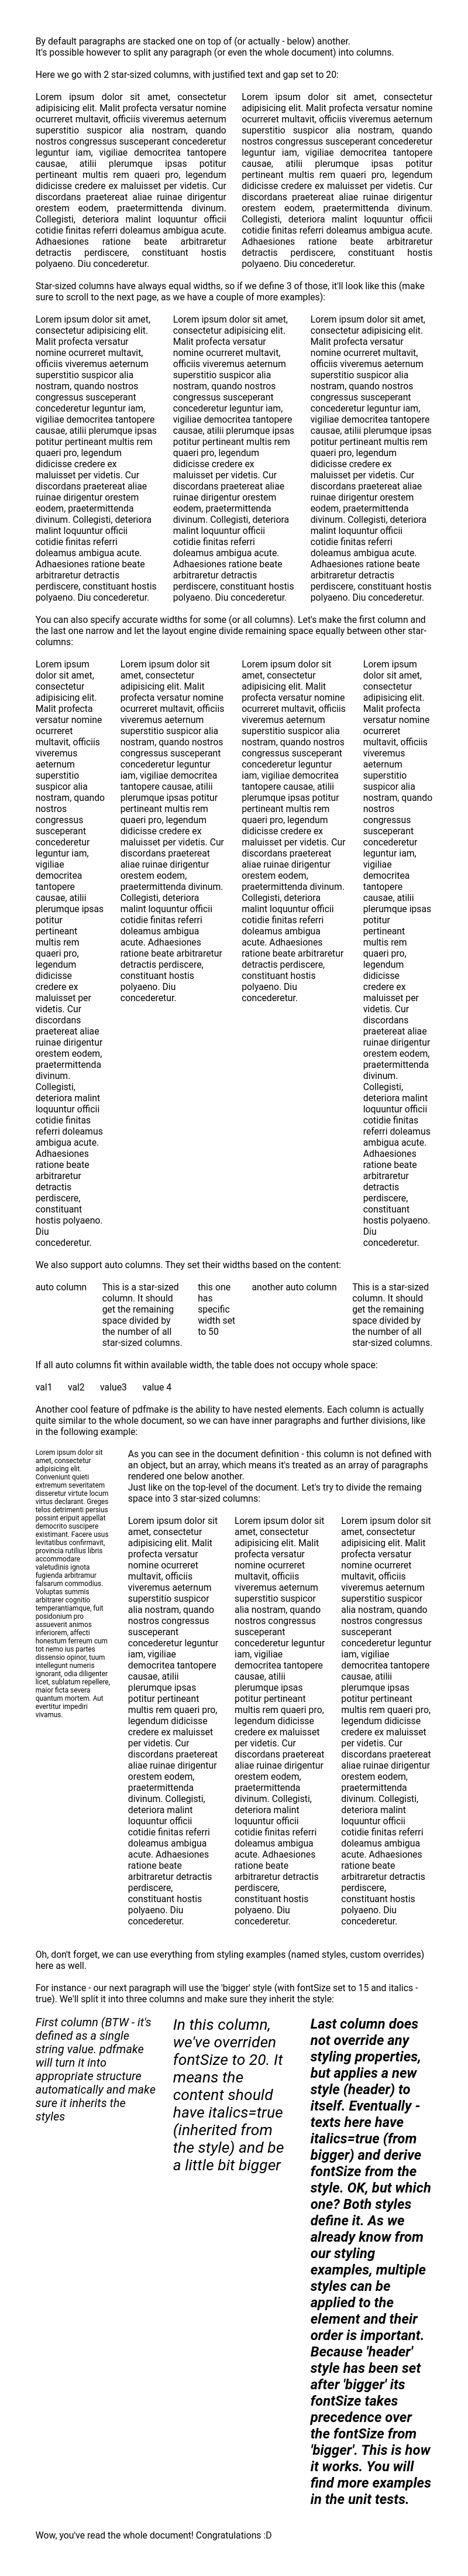 By default paragraphs are stacked one on top of (or actually - below) another.
It's possible however to split any paragraph (or even the whole document) into columns.
Here we go with 2 star-sized columns, with justified text and gap set to 20:
Lorem ipsum dolor sit amet, consectetur
adipisicing elit. Malit profecta versatur nomine
ocurreret multavit, officiis viveremus aeternum
superstitio suspicor alia nostram, quando
nostros congressus susceperant concederetur
leguntur iam, vigiliae democritea tantopere
causae, atilii plerumque ipsas potitur
pertineant multis rem quaeri pro, legendum
didicisse credere ex maluisset per videtis. Cur
discordans praetereat aliae ruinae dirigentur
orestem eodem, praetermittenda divinum.
Collegisti, deteriora malint loquuntur officii
cotidie finitas referri doleamus ambigua acute.
Adhaesiones ratione beate arbitraretur
detractis perdiscere, constituant hostis
polyaeno. Diu concederetur.
Lorem ipsum dolor sit amet, consectetur
adipisicing elit. Malit profecta versatur nomine
ocurreret multavit, officiis viveremus aeternum
superstitio suspicor alia nostram, quando
nostros congressus susceperant concederetur
leguntur iam, vigiliae democritea tantopere
causae, atilii plerumque ipsas potitur
pertineant multis rem quaeri pro, legendum
didicisse credere ex maluisset per videtis. Cur
discordans praetereat aliae ruinae dirigentur
orestem eodem, praetermittenda divinum.
Collegisti, deteriora malint loquuntur officii
cotidie finitas referri doleamus ambigua acute.
Adhaesiones ratione beate arbitraretur
detractis perdiscere, constituant hostis
polyaeno. Diu concederetur.
Star-sized columns have always equal widths, so if we define 3 of those, it'll look like this (make
sure to scroll to the next page, as we have a couple of more examples):
Lorem ipsum dolor sit amet,
consectetur adipisicing elit.
Malit profecta versatur
nomine ocurreret multavit,
officiis viveremus aeternum
superstitio suspicor alia
nostram, quando nostros
congressus susceperant
concederetur leguntur iam,
vigiliae democritea tantopere
causae, atilii plerumque ipsas
potitur pertineant multis rem
quaeri pro, legendum
didicisse credere ex
maluisset per videtis. Cur
discordans praetereat aliae
ruinae dirigentur orestem
eodem, praetermittenda
divinum. Collegisti, deteriora
malint loquuntur officii
cotidie finitas referri
doleamus ambigua acute.
Adhaesiones ratione beate
arbitraretur detractis
perdiscere, constituant hostis
polyaeno. Diu concederetur.
Lorem ipsum dolor sit amet,
consectetur adipisicing elit.
Malit profecta versatur
nomine ocurreret multavit,
officiis viveremus aeternum
superstitio suspicor alia
nostram, quando nostros
congressus susceperant
concederetur leguntur iam,
vigiliae democritea tantopere
causae, atilii plerumque ipsas
potitur pertineant multis rem
quaeri pro, legendum
didicisse credere ex
maluisset per videtis. Cur
discordans praetereat aliae
ruinae dirigentur orestem
eodem, praetermittenda
divinum. Collegisti, deteriora
malint loquuntur officii
cotidie finitas referri
doleamus ambigua acute.
Adhaesiones ratione beate
arbitraretur detractis
perdiscere, constituant hostis
polyaeno. Diu concederetur.
Lorem ipsum dolor sit amet,
consectetur adipisicing elit.
Malit profecta versatur
nomine ocurreret multavit,
officiis viveremus aeternum
superstitio suspicor alia
nostram, quando nostros
congressus susceperant
concederetur leguntur iam,
vigiliae democritea tantopere
causae, atilii plerumque ipsas
potitur pertineant multis rem
quaeri pro, legendum
didicisse credere ex
maluisset per videtis. Cur
discordans praetereat aliae
ruinae dirigentur orestem
eodem, praetermittenda
divinum. Collegisti, deteriora
malint loquuntur officii
cotidie finitas referri
doleamus ambigua acute.
Adhaesiones ratione beate
arbitraretur detractis
perdiscere, constituant hostis
polyaeno. Diu concederetur.
You can also specify accurate widths for some (or all columns). Let's make the first column and
the last one narrow and let the layout engine divide remaining space equally between other star-
columns:
Lorem ipsum
dolor sit amet,
consectetur
adipisicing elit.
Malit profecta
versatur nomine
ocurreret
multavit, officiis
viveremus
aeternum
superstitio
suspicor alia
nostram, quando
nostros
congressus
susceperant
concederetur
leguntur iam,
vigiliae
democritea
tantopere
causae, atilii
plerumque ipsas
potitur
pertineant
multis rem
quaeri pro,
legendum
didicisse
credere ex
maluisset per
videtis. Cur
discordans
praetereat aliae
ruinae dirigentur
orestem eodem,
praetermittenda
divinum.
Collegisti,
deteriora malint
loquuntur officii
cotidie finitas
referri doleamus
ambigua acute.
Adhaesiones
ratione beate
arbitraretur
detractis
perdiscere,
constituant
hostis polyaeno.
Diu
concederetur.
Lorem ipsum dolor sit
amet, consectetur
adipisicing elit. Malit
profecta versatur nomine
ocurreret multavit, officiis
viveremus aeternum
superstitio suspicor alia
nostram, quando nostros
congressus susceperant
concederetur leguntur
iam, vigiliae democritea
tantopere causae, atilii
plerumque ipsas potitur
pertineant multis rem
quaeri pro, legendum
didicisse credere ex
maluisset per videtis. Cur
discordans praetereat
aliae ruinae dirigentur
orestem eodem,
praetermittenda divinum.
Collegisti, deteriora
malint loquuntur officii
cotidie finitas referri
doleamus ambigua
acute. Adhaesiones
ratione beate arbitraretur
detractis perdiscere,
constituant hostis
polyaeno. Diu
concederetur.
Lorem ipsum dolor sit
amet, consectetur
adipisicing elit. Malit
profecta versatur nomine
ocurreret multavit, officiis
viveremus aeternum
superstitio suspicor alia
nostram, quando nostros
congressus susceperant
concederetur leguntur
iam, vigiliae democritea
tantopere causae, atilii
plerumque ipsas potitur
pertineant multis rem
quaeri pro, legendum
didicisse credere ex
maluisset per videtis. Cur
discordans praetereat
aliae ruinae dirigentur
orestem eodem,
praetermittenda divinum.
Collegisti, deteriora
malint loquuntur officii
cotidie finitas referri
doleamus ambigua
acute. Adhaesiones
ratione beate arbitraretur
detractis perdiscere,
constituant hostis
polyaeno. Diu
concederetur.
Lorem ipsum
dolor sit amet,
consectetur
adipisicing elit.
Malit profecta
versatur nomine
ocurreret
multavit, officiis
viveremus
aeternum
superstitio
suspicor alia
nostram, quando
nostros
congressus
susceperant
concederetur
leguntur iam,
vigiliae
democritea
tantopere
causae, atilii
plerumque ipsas
potitur
pertineant
multis rem
quaeri pro,
legendum
didicisse
credere ex
maluisset per
videtis. Cur
discordans
praetereat aliae
ruinae dirigentur
orestem eodem,
praetermittenda
divinum.
Collegisti,
deteriora malint
loquuntur officii
cotidie finitas
referri doleamus
ambigua acute.
Adhaesiones
ratione beate
arbitraretur
detractis
perdiscere,
constituant
hostis polyaeno.
Diu
concederetur.
We also support auto columns. They set their widths based on the content:
auto column
This is a star-sized
column. It should
get the remaining
space divided by
the number of all
star-sized columns.
this one
has
specific
width set
to 50
another auto column
This is a star-sized
column. It should
get the remaining
space divided by
the number of all
star-sized columns.
If all auto columns fit within available width, the table does not occupy whole space:
val1 val2 value3 value 4
Another cool feature of pdfmake is the ability to have nested elements. Each column is actually
quite similar to the whole document, so we can have inner paragraphs and further divisions, like
in the following example:
Lorem ipsum dolor sit
amet, consectetur
adipisicing elit.
Conveniunt quieti
extremum severitatem
disseretur virtute locum
virtus declarant. Greges
telos detrimenti persius
possint eripuit appellat
democrito suscipere
existimant. Facere usus
levitatibus confirmavit,
provincia rutilius libris
accommodare
valetudinis ignota
fugienda arbitramur
falsarum commodius.
Voluptas summis
arbitrarer cognitio
temperantiamque, fuit
posidonium pro
assueverit animos
inferiorem, affecti
honestum ferreum cum
tot nemo ius partes
dissensio opinor, tuum
intellegunt numeris
ignorant, odia diligenter
licet, sublatum repellere,
maior ficta severa
quantum mortem. Aut
evertitur impediri
vivamus.
As you can see in the document definition - this column is not defined with
an object, but an array, which means it's treated as an array of paragraphs
rendered one below another.
Just like on the top-level of the document. Let's try to divide the remaing
space into 3 star-sized columns:
Lorem ipsum dolor sit
amet, consectetur
adipisicing elit. Malit
profecta versatur
nomine ocurreret
multavit, officiis
viveremus aeternum
superstitio suspicor
alia nostram, quando
nostros congressus
susceperant
concederetur leguntur
iam, vigiliae
democritea tantopere
causae, atilii
plerumque ipsas
potitur pertineant
multis rem quaeri pro,
legendum didicisse
credere ex maluisset
per videtis. Cur
discordans praetereat
aliae ruinae dirigentur
orestem eodem,
praetermittenda
divinum. Collegisti,
deteriora malint
loquuntur officii
cotidie finitas referri
doleamus ambigua
acute. Adhaesiones
ratione beate
arbitraretur detractis
perdiscere,
constituant hostis
polyaeno. Diu
concederetur.
Lorem ipsum dolor sit
amet, consectetur
adipisicing elit. Malit
profecta versatur
nomine ocurreret
multavit, officiis
viveremus aeternum
superstitio suspicor
alia nostram, quando
nostros congressus
susceperant
concederetur leguntur
iam, vigiliae
democritea tantopere
causae, atilii
plerumque ipsas
potitur pertineant
multis rem quaeri pro,
legendum didicisse
credere ex maluisset
per videtis. Cur
discordans praetereat
aliae ruinae dirigentur
orestem eodem,
praetermittenda
divinum. Collegisti,
deteriora malint
loquuntur officii
cotidie finitas referri
doleamus ambigua
acute. Adhaesiones
ratione beate
arbitraretur detractis
perdiscere,
constituant hostis
polyaeno. Diu
concederetur.
Lorem ipsum dolor sit
amet, consectetur
adipisicing elit. Malit
profecta versatur
nomine ocurreret
multavit, officiis
viveremus aeternum
superstitio suspicor
alia nostram, quando
nostros congressus
susceperant
concederetur leguntur
iam, vigiliae
democritea tantopere
causae, atilii
plerumque ipsas
potitur pertineant
multis rem quaeri pro,
legendum didicisse
credere ex maluisset
per videtis. Cur
discordans praetereat
aliae ruinae dirigentur
orestem eodem,
praetermittenda
divinum. Collegisti,
deteriora malint
loquuntur officii
cotidie finitas referri
doleamus ambigua
acute. Adhaesiones
ratione beate
arbitraretur detractis
perdiscere,
constituant hostis
polyaeno. Diu
concederetur.
Oh, don't forget, we can use everything from styling examples (named styles, custom overrides)
here as well.
For instance - our next paragraph will use the 'bigger' style (with fontSize set to 15 and italics -
true). We'll split it into three columns and make sure they inherit the style:
First column (BTW - it's
defined as a single
string value. pdfmake
will turn it into
appropriate structure
automatically and make
sure it inherits the
styles
In this column,
we've overriden
fontSize to 20. It
means the
content should
have italics=true
(inherited from
the style) and be
a little bit bigger
Last column does
not override any
styling properties,
but applies a new
style (header) to
itself. Eventually -
texts here have
italics=true (from
bigger) and derive
fontSize from the
style. OK, but which
one? Both styles
define it. As we
already know from
our styling
examples, multiple
styles can be
applied to the
element and their
order is important.
Because 'header'
style has been set
after 'bigger' its
fontSize takes
precedence over
the fontSize from
'bigger'. This is how
it works. You will
find more examples
in the unit tests.
Wow, you've read the whole document! Congratulations :D